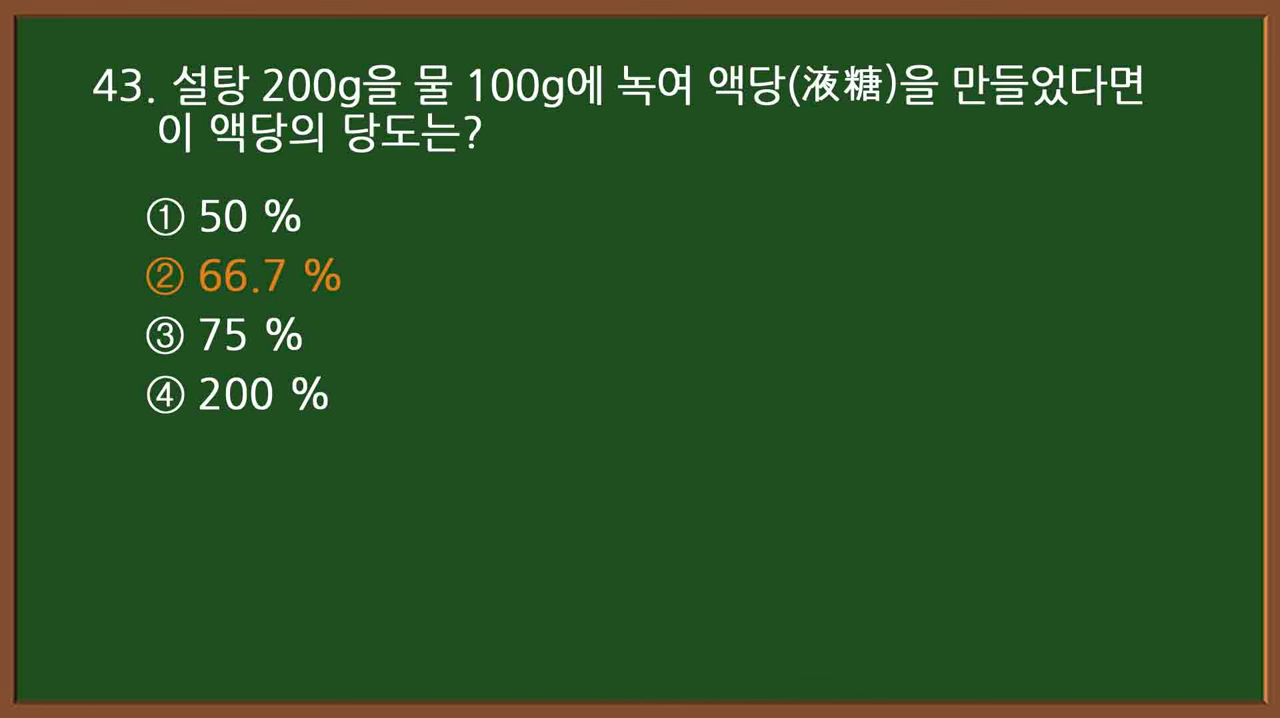 43. 설탕 200g을 물 100g에 녹여 액당(液糖)을 만들었다면
이 액당의 당도는?
① 50 %
② 66.7 %
③ 75 %
④ 200 %